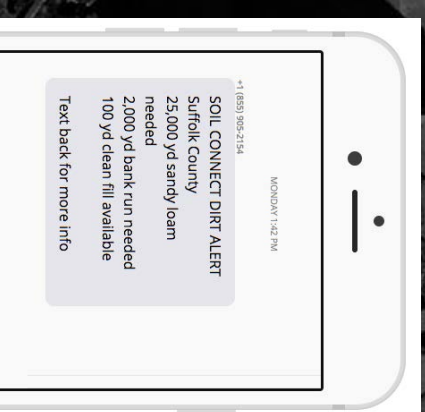 MONDAY 1:42 PM
+1 (855) 905-2154
SOIL CONNECT DIRT ALERT
Suffolk County
25,000 yd sandy loam
needed
2,000 yd bank run needed
100 yd clean fill available
Text back for more info